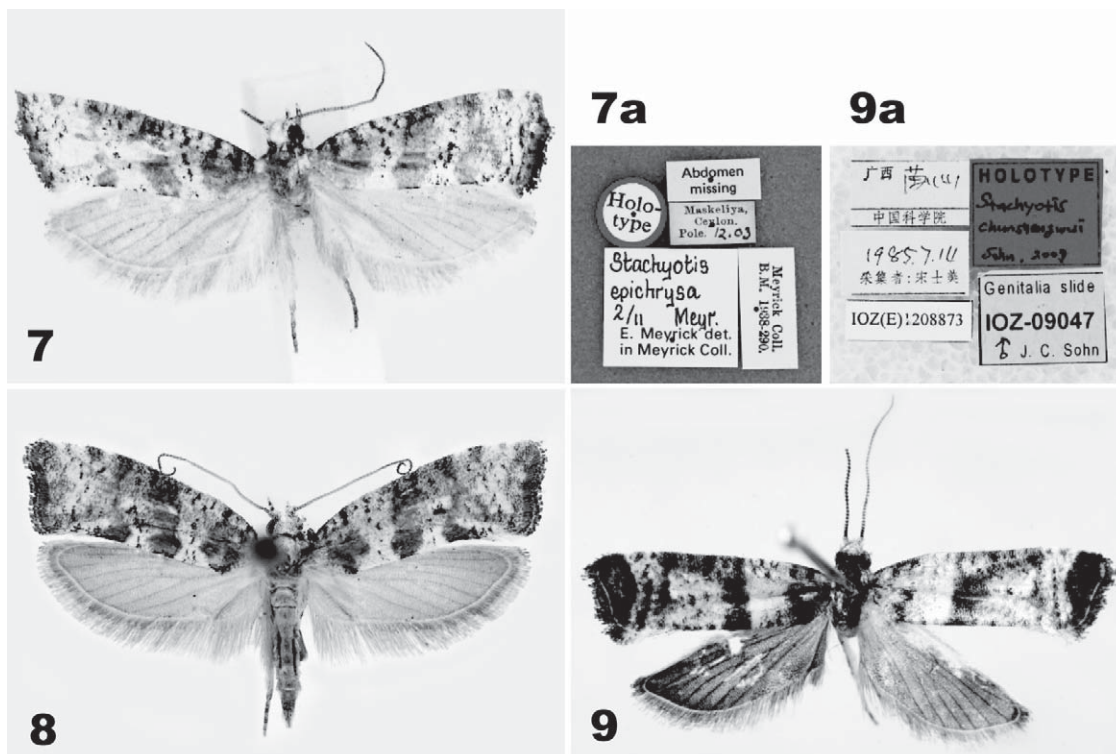 7
7a
Holo-
type
Abdomen
missing
Maskeliya,
Ceylon.
Pole. 12.03
Stachyotis
epichrysa
2/11 Meyr.
E. Meyrick det.
in Meyrick Coll.
Meyrick Coll.
B.M. 1938-290.
9a
广西
中国科学院
1985.7.
采集者:宋士美
IOZ(E)1208873
HOLOTYPE
Stachyotis
Sohn, 2009
Genitalia slide
IOZ-09047
♂ J. C. Sohn
8
9